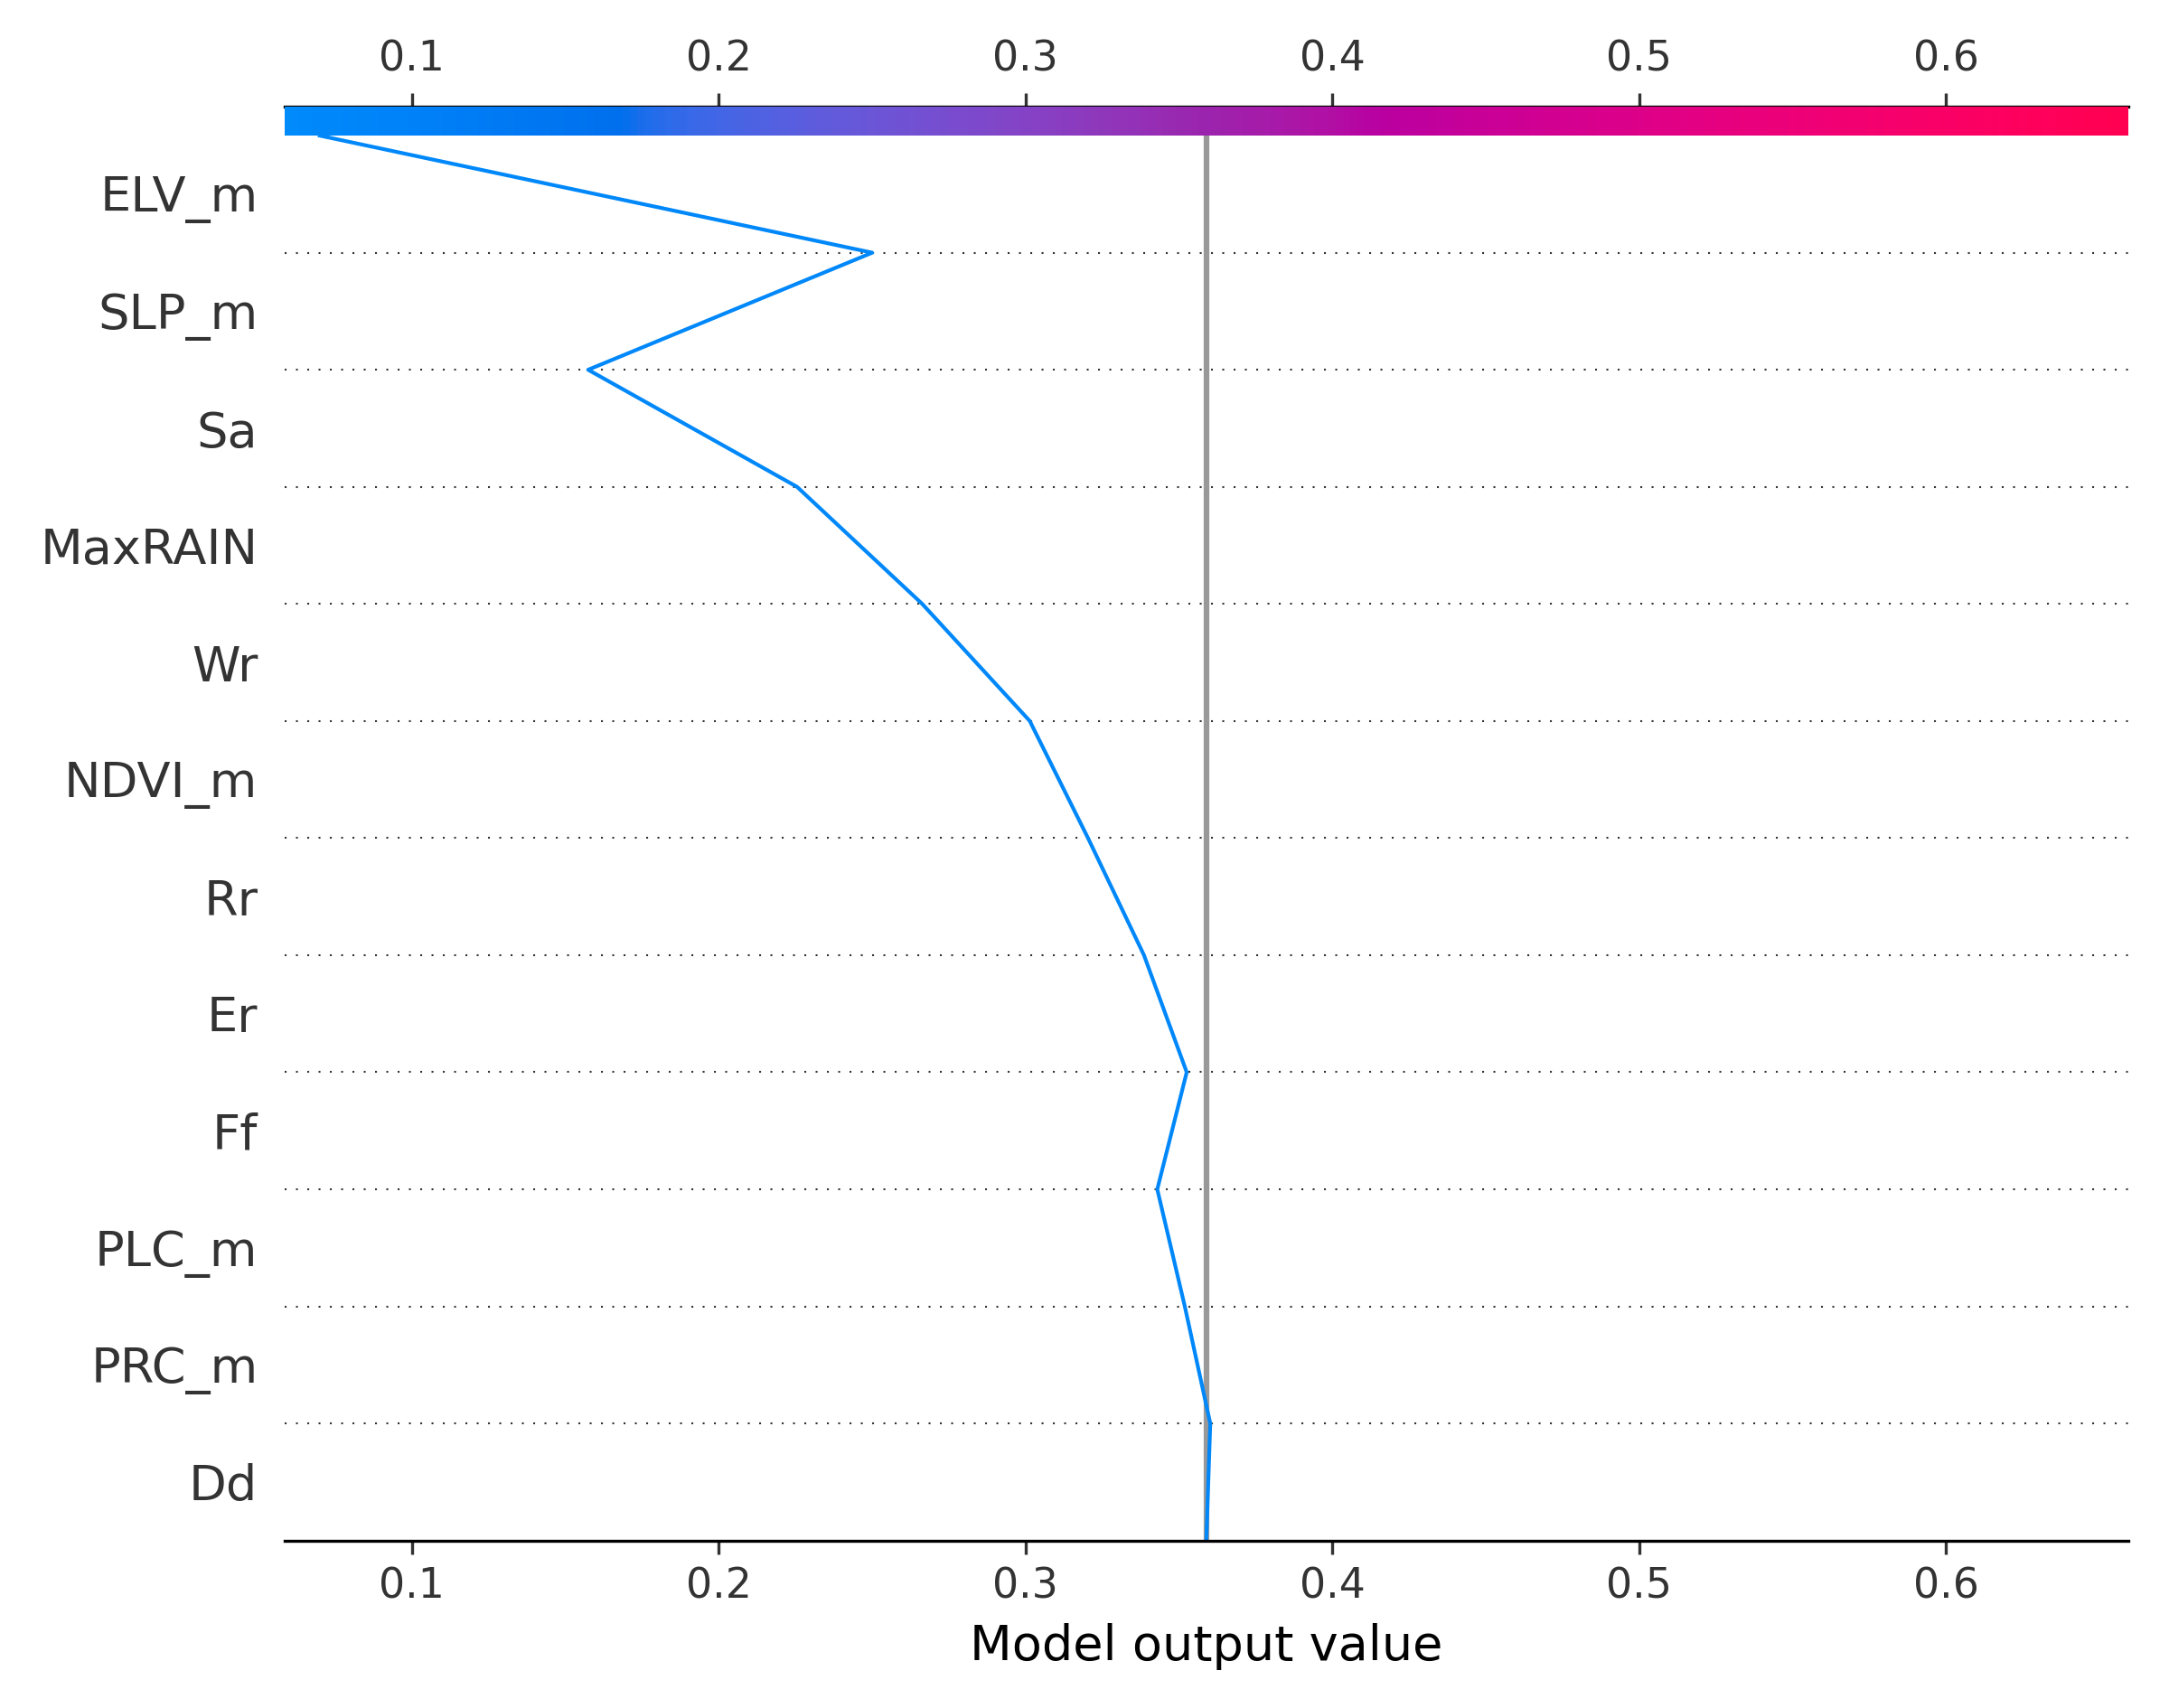 0.1 0.2 0.3 0.4 0.5 0.6
ELV_m
SLP_m
Sa
MaxRAIN
Wr
NDVI_m
Rr
Er
Ff
PLC_m
PRC_m
Dd
0.1 0.2 0.3 0.4 0.5 0.6
Model output value